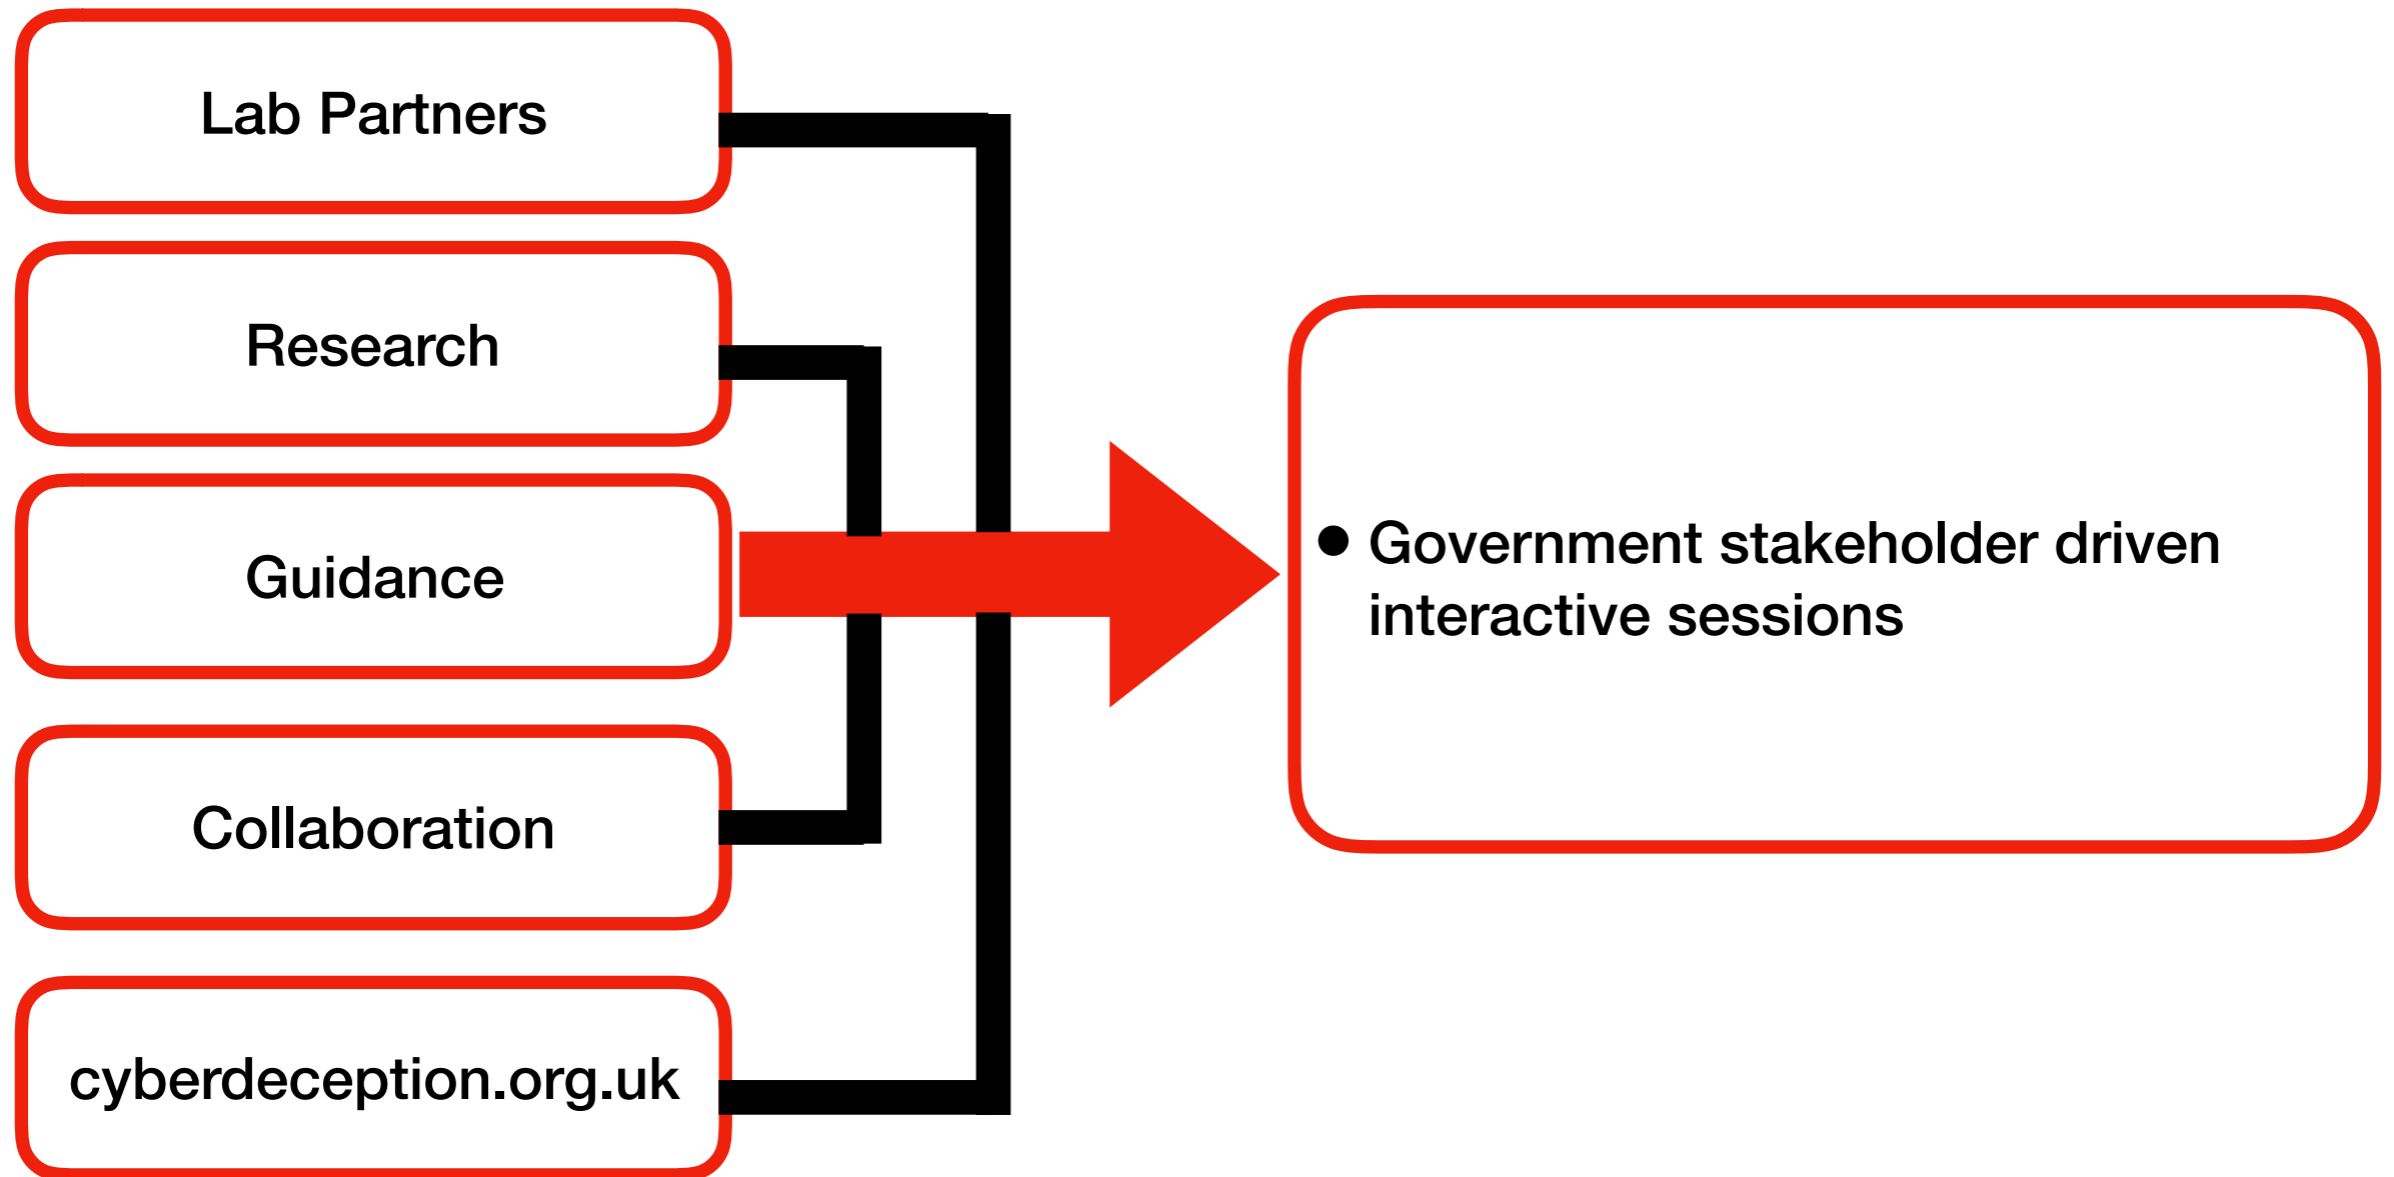 Lab Partners
Research
Guidance
Collaboration
cyberdeception.org.uk
● Government stakeholder driven
interactive sessions